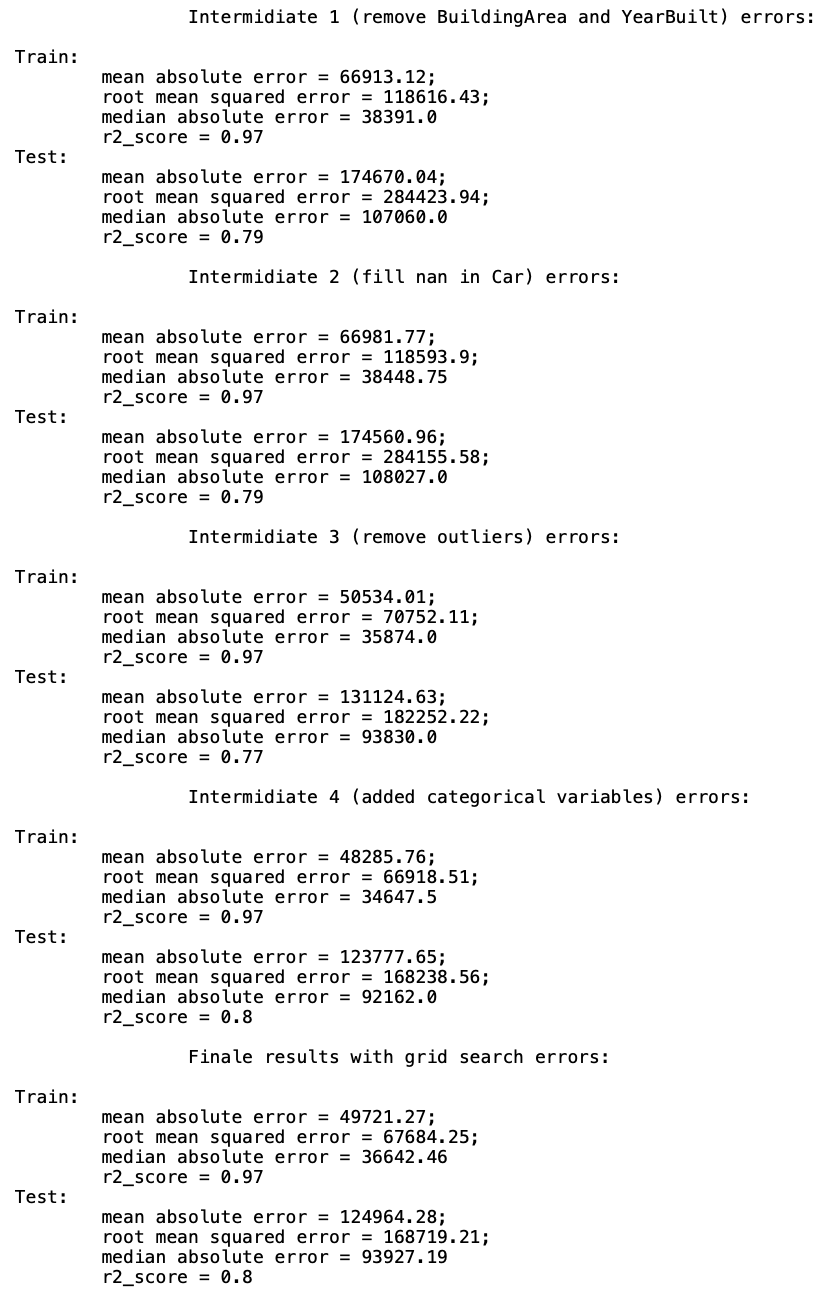 Intermidiate 1 (remove BuildingArea and YearBuilt) errors:
Train:
mean absolute error = 66913.12;
root mean squared error = 118616.43;
median absolute error = 38391.0
r2_score = 0.97
Test:
mean absolute error = 174670.04;
root mean squared error = 284423.94;
median absolute error = 107060.0
r2_score = 0.79
Intermidiate 2 (fill nan in Car) errors:
Train:
mean absolute error = 66981.77;
root mean squared error = 118593.9;
median absolute error = 38448.75
r2_score = 0.97
Test:
mean absolute error = 174560.96;
root mean squared error = 284155.58;
median absolute error = 108027.0
r2_score = 0.79
Intermidiate 3 (remove outliers) errors:
Train:
mean absolute error = 50534.01;
root mean squared error = 70752.11;
median absolute error = 35874.0
r2_score = 0.97
Test:
mean absolute error = 131124.63;
root mean squared error = 182252.22;
median absolute error = 93830.0
r2_score = 0.77
Intermidiate 4 (added categorical variables) errors:
Train:
mean absolute error = 48285.76;
root mean squared error = 66918.51;
median absolute error = 34647.5
r2_score = 0.97
Test:
mean absolute error = 123777.65;
root mean squared error = 168238.56;
median absolute error = 92162.0
r2_score = 0.8
Finale results with grid search errors:
Train:
mean absolute error = 49721.27;
root mean squared error = 67684.25;
median absolute error = 36642.46
r2_score = 0.97
Test:
mean absolute error = 124964.28;
root mean squared error = 168719.21;
median absolute error = 93927.19
r2_score = 0.8